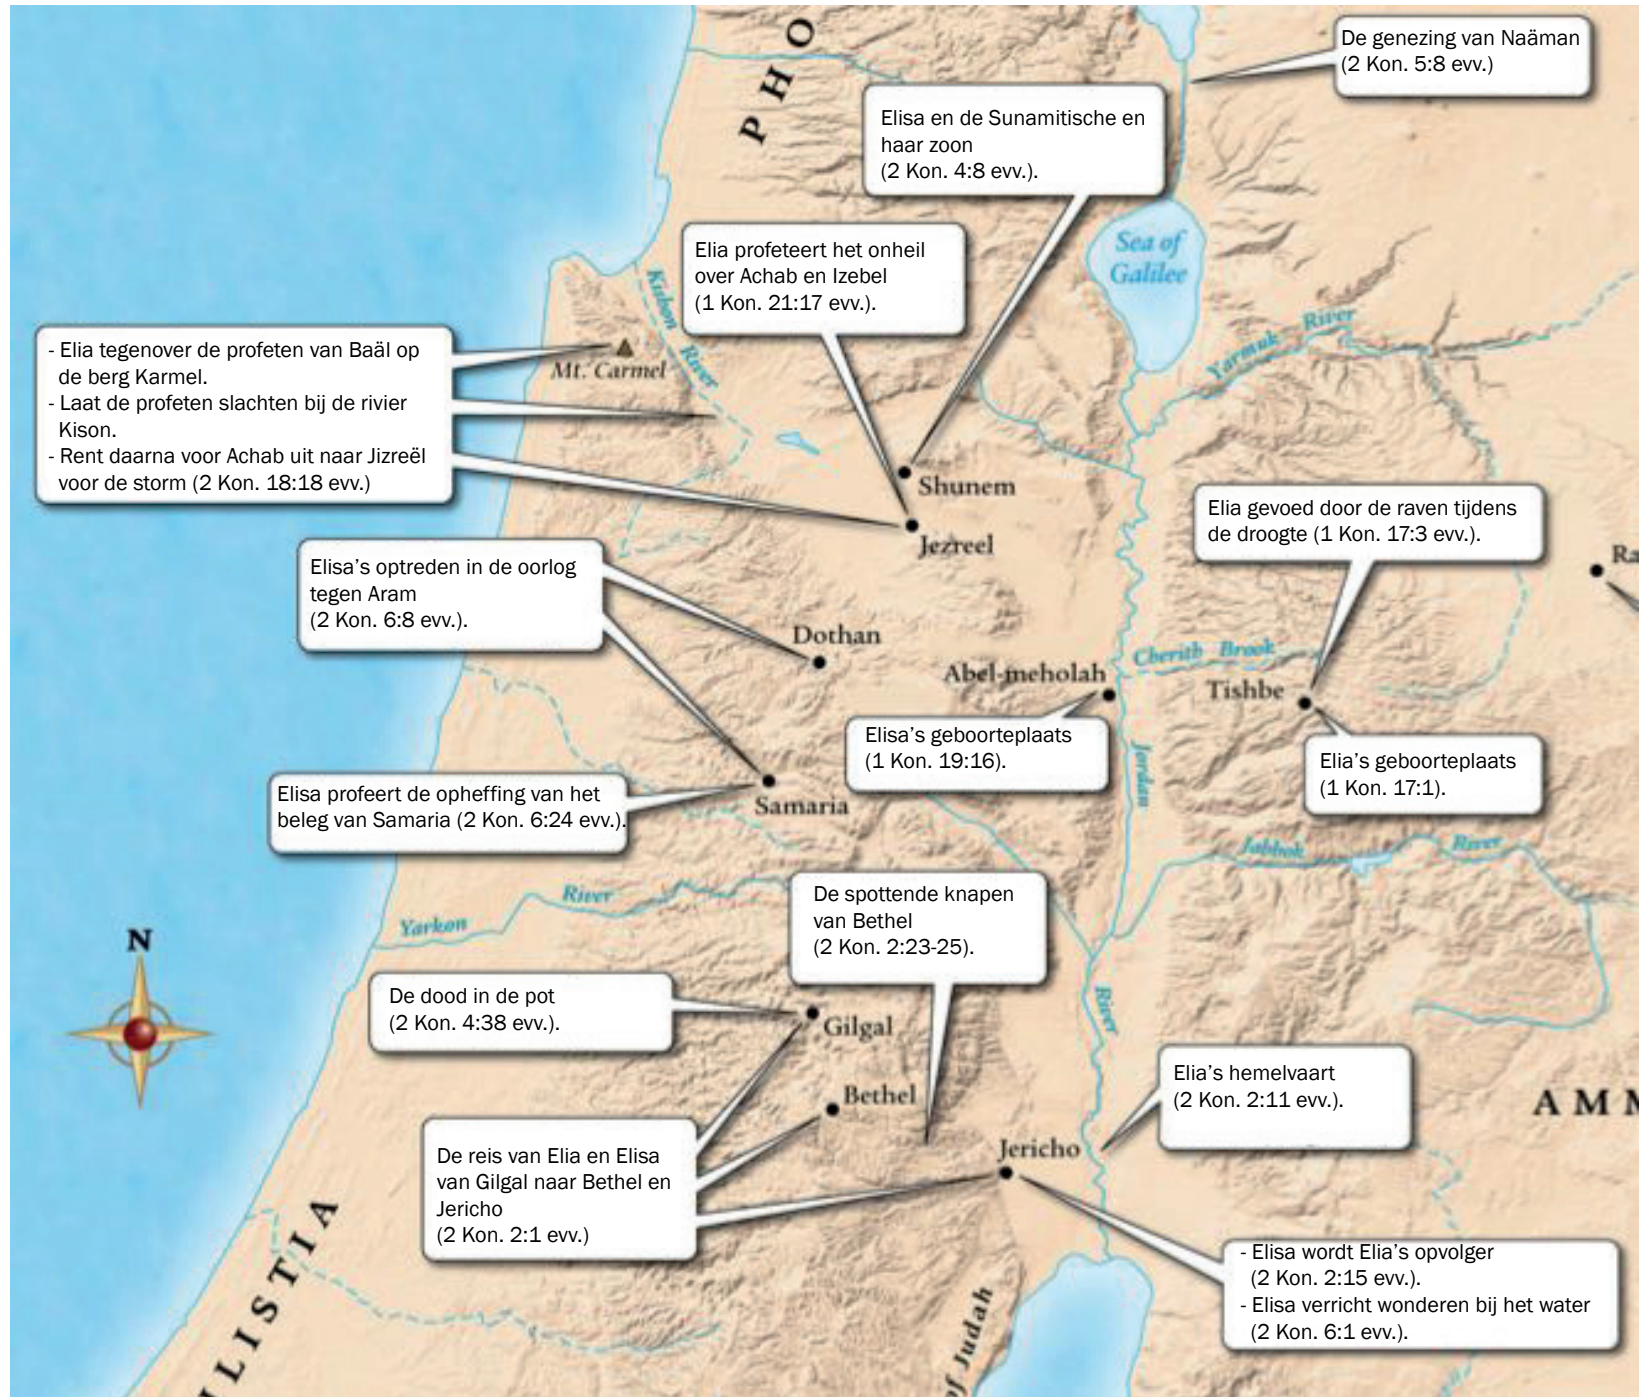 PHO
De genezing van Naäman
(2 Kon. 5:8 evv.)
Elisa en de Sunamitische en
haar zoon
(2 Kon. 4:8 evv.).
Elia profeteert het onheil
over Achab en Izebel
(1 Kon. 21:17 evv.).
Sea of
Galilee
Kishon River
Yarmuk River
- Elia tegenover de profeten van Baäl op
de berg Karmel.
- Laat de profeten slachten bij de rivier
Kison.
- Rent daarna voor Achab uit naar Jizreël
voor de storm (2 Kon. 18:18 evv.)
Mt. Carmel
Shunem
Jezreel
Elia gevoed door de raven tijdens
de droogte (1 Kon. 17:3 evv.).
Ra
Elisa's optreden in de oorlog
tegen Aram
(2 Kon. 6:8 evv.).
Dothan
Abel-meholah
Cherith Brook
Tishbe
Elisa's geboorteplaats
(1 Kon. 19:16).
Elia's geboorteplaats
(1 Kon. 17:1).
Jordan
River
Elisa profeert de opheffing van het
beleg van Samaria (2 Kon. 6:24 evv.).
Samaria
Jabbok River
Yarkon River
De spottende knapen
van Bethel
(2 Kon. 2:23-25).
N
De dood in de pot
(2 Kon. 4:38 evv.).
Gilgal
Bethel
Elia's hemelvaart
(2 Kon. 2:11 evv.).
AMM
De reis van Elia en Elisa
van Gilgal naar Bethel en
Jericho
(2 Kon. 2:1 evv.)
Jericho
- Elisa wordt Elia's opvolger
(2 Kon. 2:15 evv.).
- Elisa verricht wonderen bij het water
(2 Kon. 6:1 evv.).
ILISTIA
of Judah